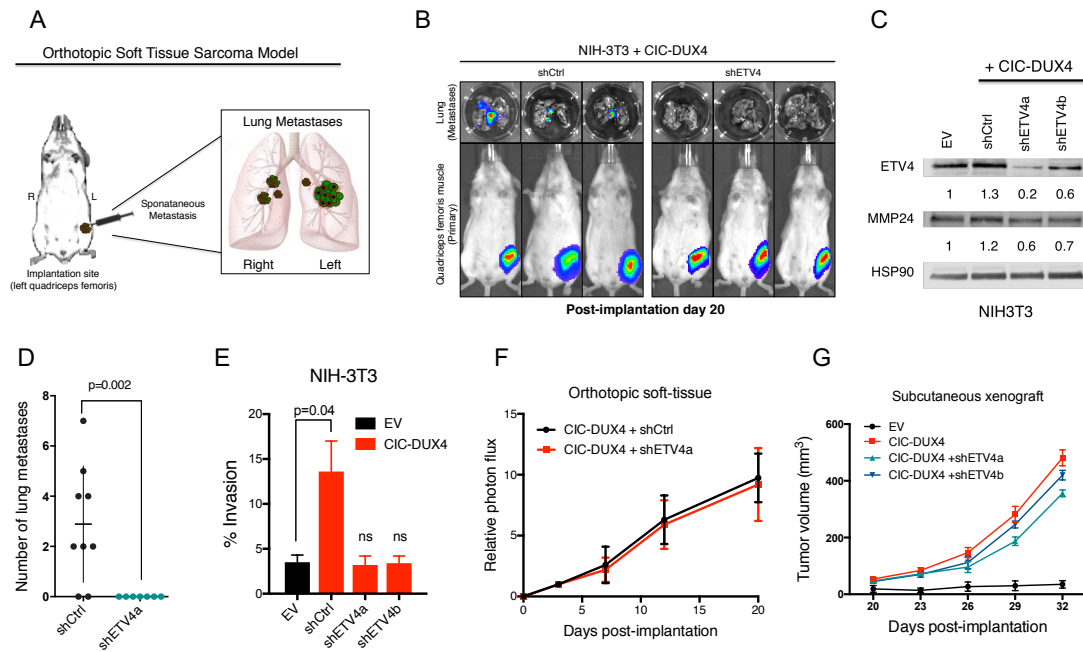 A
Orthotopic Soft Tissue Sarcoma Model
R
L
Sponataneous
Metastasis
Implantation site
(left quadriceps femoris)
Lung Metastases
Right
Left
B
NIH-3T3 + CIC-DUX4
shCtrl
shETV4
Lung
(Metastases)
Quadriceps femoris muscle
(Primary)
Post-implantation day 20
C
+ CIC-DUX4
EV
shCtrl
shETV4a
shETV4b
ETV4
1 1.3 0.2 0.6
MMP24
1 1.2 0.6 0.7
HSP90
NIH3T3
D
p=0.002
Number of lung metastases
8
6
4
2
0
shCtrl
shETV4a
E
NIH-3T3
p=0.04
EV
CIC-DUX4
% Invasion
20
15
10
5
0
ns
ns
EV
shCtrl
shETV4a
shETV4b
F
Orthotopic soft-tissue
CIC-DUX4 + shCtrl
CIC-DUX4 + shETV4a
Relative photon flux
15
10
5
0
0 5 10 15 20
Days post-implantation
G
Subcutaneous xenograft
EV
CIC-DUX4
CIC-DUX4 +shETV4a
CIC-DUX4 +shETV4b
Tumor volume (mm3)
600
400
200
0
20 23 26 29 32
Days post-implantation